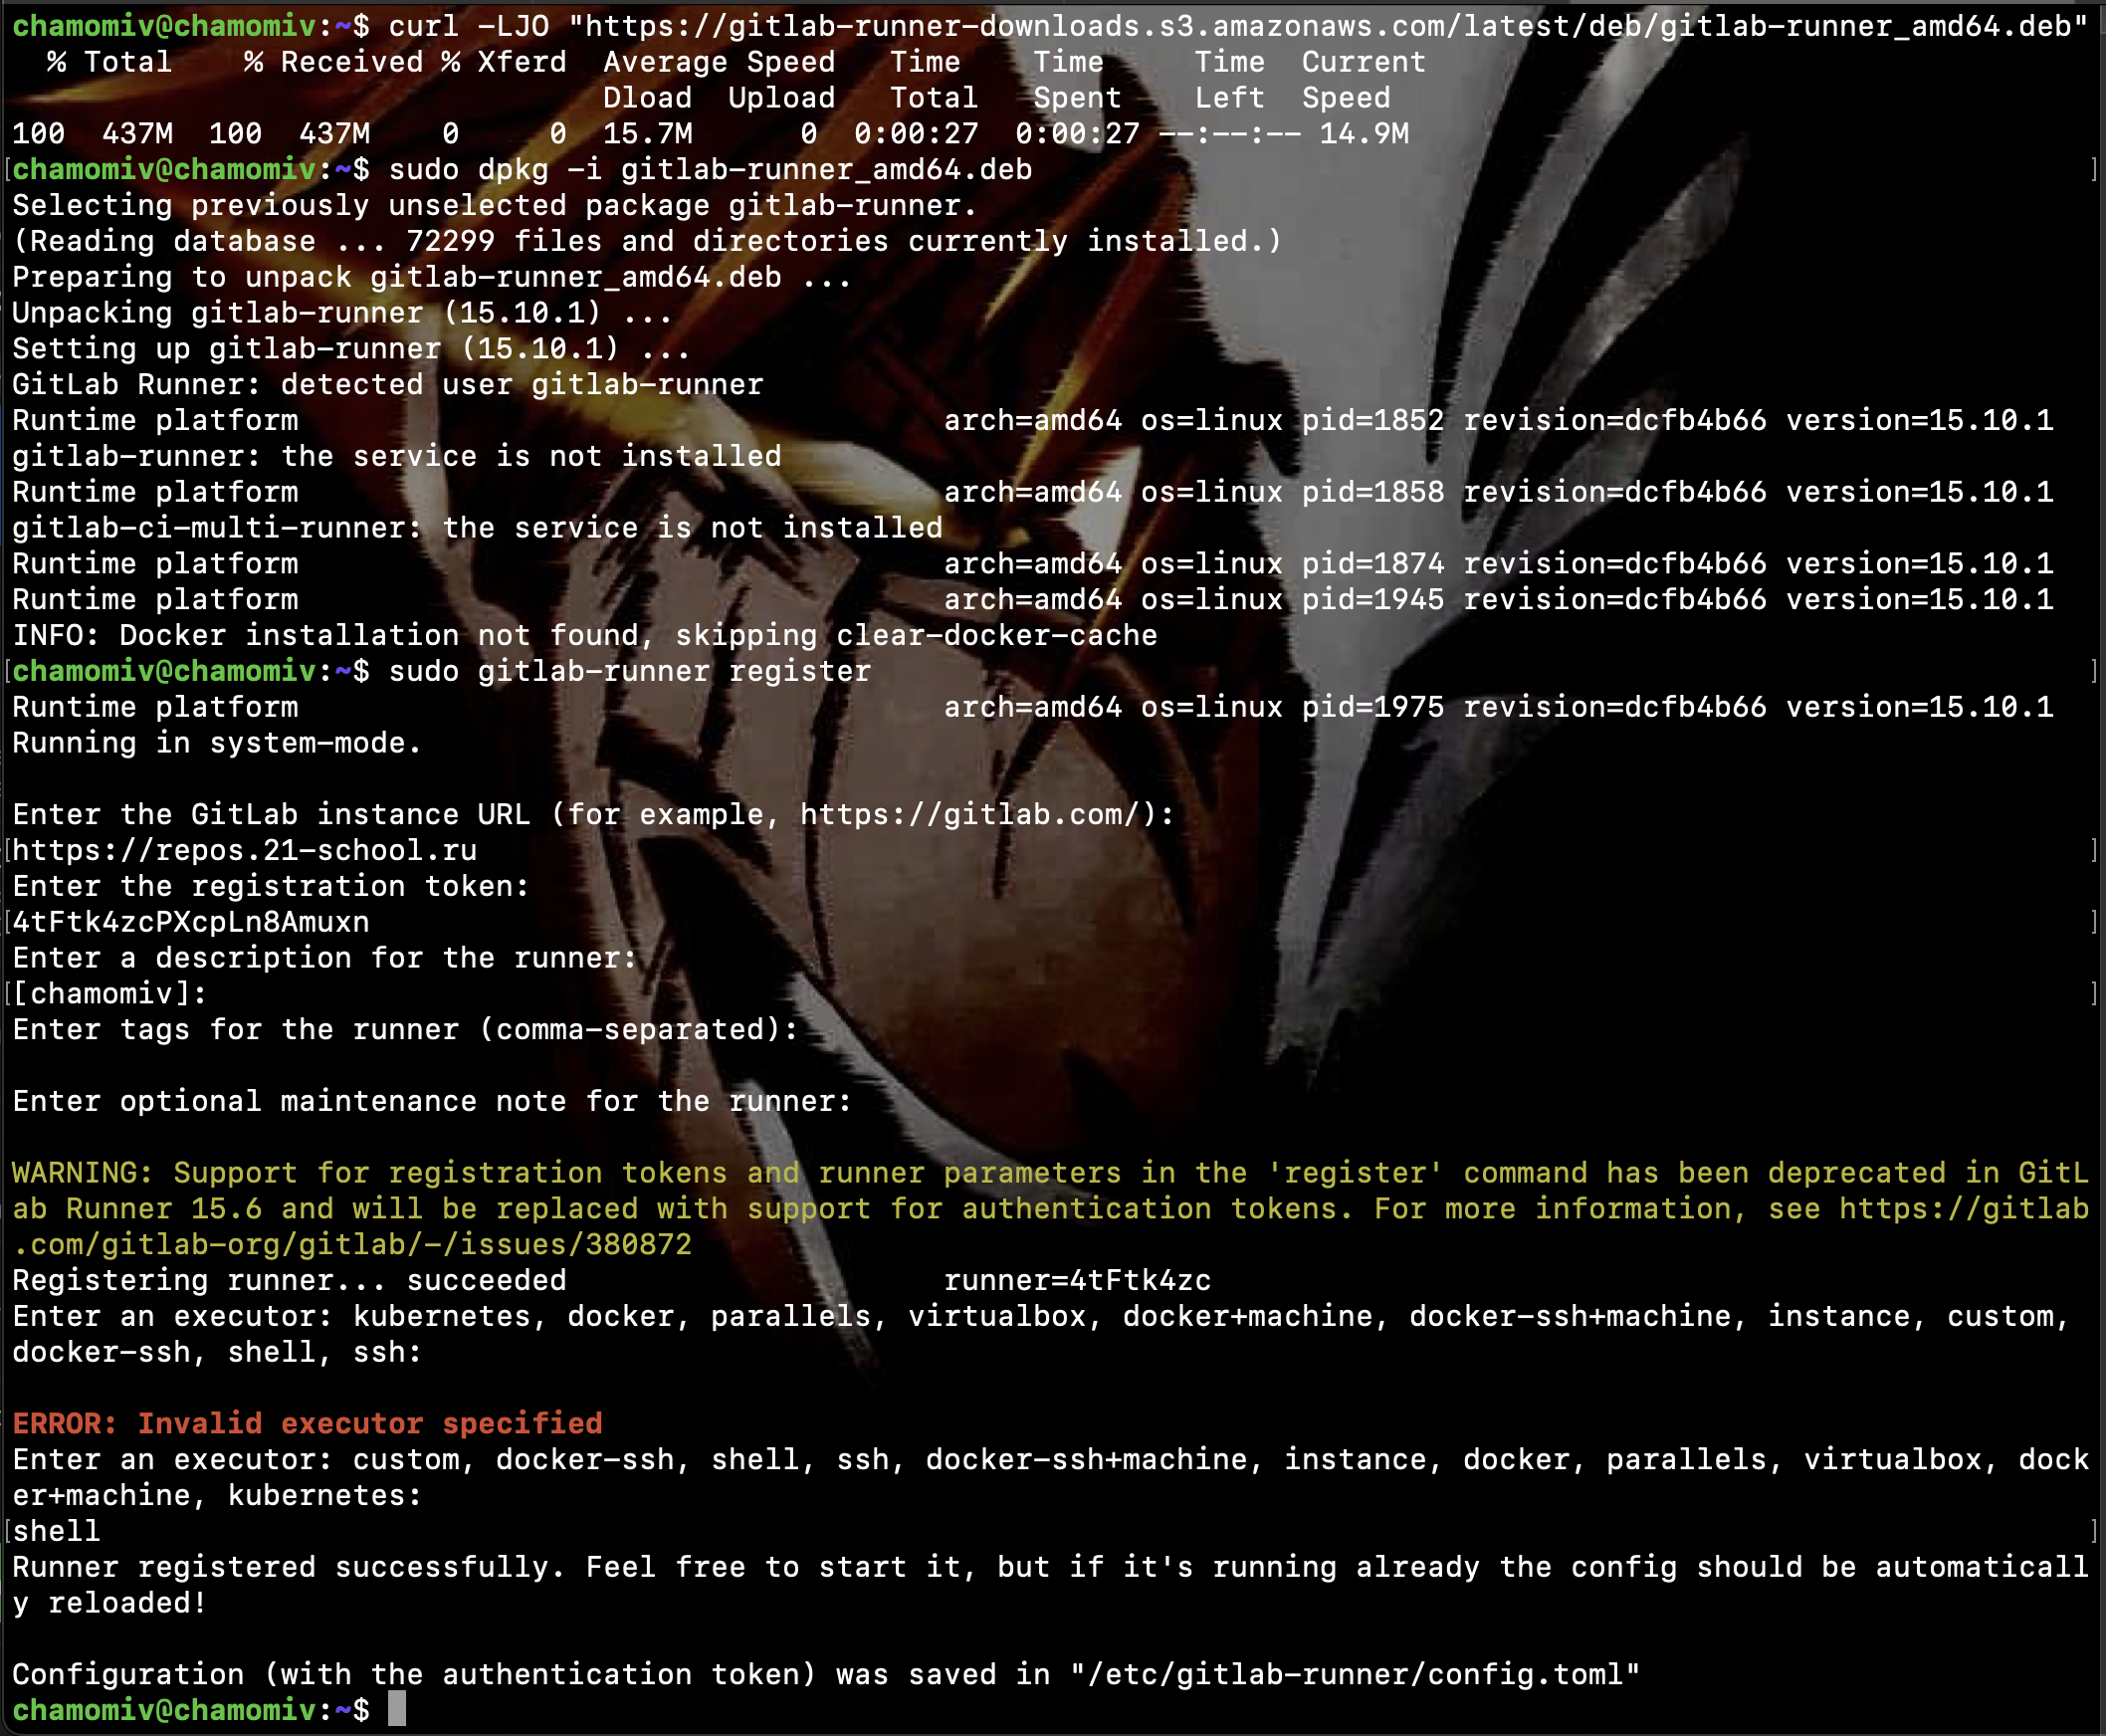 chamomiv@chamomiv:~$ curl -LJO "https://gitlab-runner-downloads.s3.amazonaws.com/latest/deb/gitlab-runner_amd64.deb"
  % Total    % Received % Xferd  Average Speed   Time    Time     Time  Current
                                 Dload  Upload   Total   Spent    Left  Speed
100  437M  100  437M    0     0  15.7M      0  0:00:27  0:00:27 --:--:-- 14.9M
[chamomiv@chamomiv:~$ sudo dpkg -i gitlab-runner_amd64.deb ]
Selecting previously unselected package gitlab-runner.
(Reading database ... 72299 files and directories currently installed.)
Preparing to unpack gitlab-runner_amd64.deb ...
Unpacking gitlab-runner (15.10.1) ...
Setting up gitlab-runner (15.10.1) ...
GitLab Runner: detected user gitlab-runner
Runtime platform                                    arch=amd64 os=linux pid=1852 revision=dcfb4b66 version=15.10.1
gitlab-runner: the service is not installed
Runtime platform                                    arch=amd64 os=linux pid=1858 revision=dcfb4b66 version=15.10.1
gitlab-ci-multi-runner: the service is not installed
Runtime platform                                    arch=amd64 os=linux pid=1874 revision=dcfb4b66 version=15.10.1
Runtime platform                                    arch=amd64 os=linux pid=1945 revision=dcfb4b66 version=15.10.1
INFO: Docker installation not found, skipping clear-docker-cache
[chamomiv@chamomiv:~$ sudo gitlab-runner register ]
Runtime platform                                    arch=amd64 os=linux pid=1975 revision=dcfb4b66 version=15.10.1
Running in system-mode.
Enter the GitLab instance URL (for example, https://gitlab.com/):
[https://repos.21-school.ru ]
Enter the registration token:
[4tFtk4zcPXcpLn8Amuxn ]
Enter a description for the runner:
[[chamomiv]: ]
Enter tags for the runner (comma-separated):
Enter optional maintenance note for the runner:
WARNING: Support for registration tokens and runner parameters in the 'register' command has been deprecated in GitL
ab Runner 15.6 and will be replaced with support for authentication tokens. For more information, see https://gitlab
.com/gitlab-org/gitlab/-/issues/380872
Registering runner... succeeded                     runner=4tFtk4zc
Enter an executor: kubernetes, docker, parallels, virtualbox, docker+machine, docker-ssh+machine, instance, custom,
docker-ssh, shell, ssh:
ERROR: Invalid executor specified
Enter an executor: custom, docker-ssh, shell, ssh, docker-ssh+machine, instance, docker, parallels, virtualbox, dock
er+machine, kubernetes:
[shell ]
Runner registered successfully. Feel free to start it, but if it's running already the config should be automaticall
y reloaded!
Configuration (with the authentication token) was saved in "/etc/gitlab-runner/config.toml"
chamomiv@chamomiv:~$